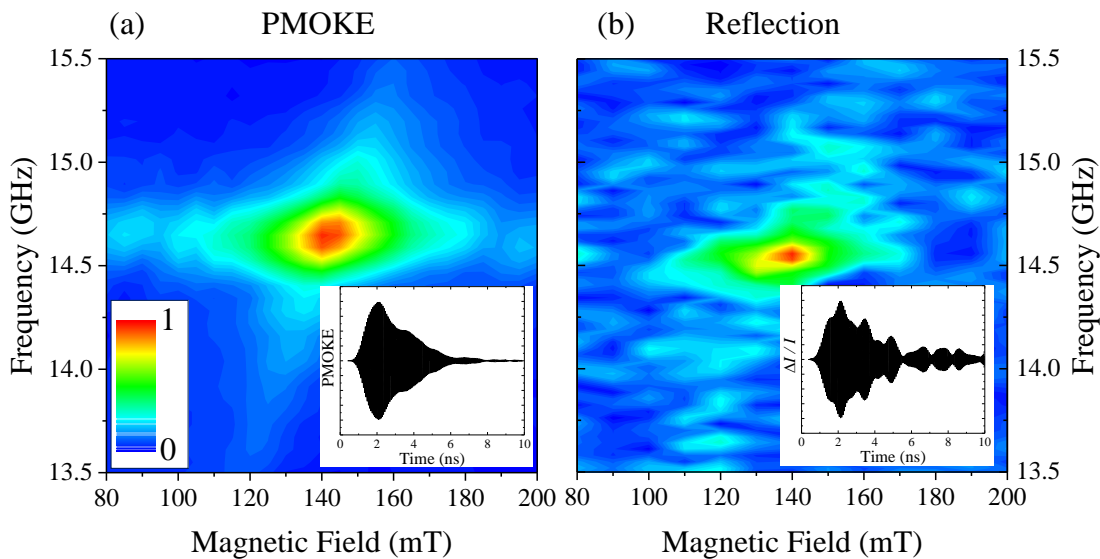 (a) PMOKE
(b) Reflection
15.5
15.0
14.5
14.0
13.5
Frequency (GHz)
1
0
PMOKE
0 2 4 6 8 10
Time (ns)
80 100 120 140 160 180 200
Magnetic Field (mT)
ΔI / I
0 2 4 6 8 10
Time (ns)
80 100 120 140 160 180 200
Magnetic Field (mT)
15.5
15.0
14.5
14.0
13.5
Frequency (GHz)